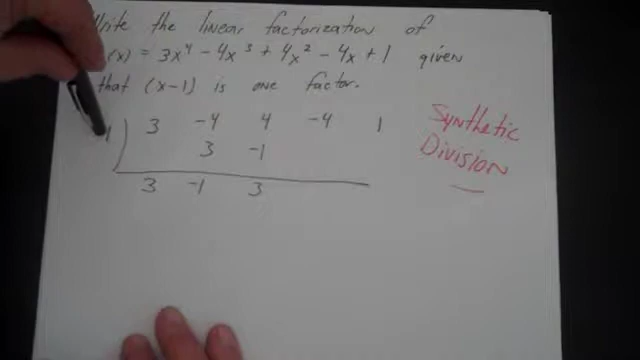 Write the linear factorization of
(x) = 3x⁴ - 4x³ + 4x² - 4x + 1 given
that (x-1) is one factor.
1 3 -4 4 -4 1
3 -1
3 -1 3
Synthetic
Division